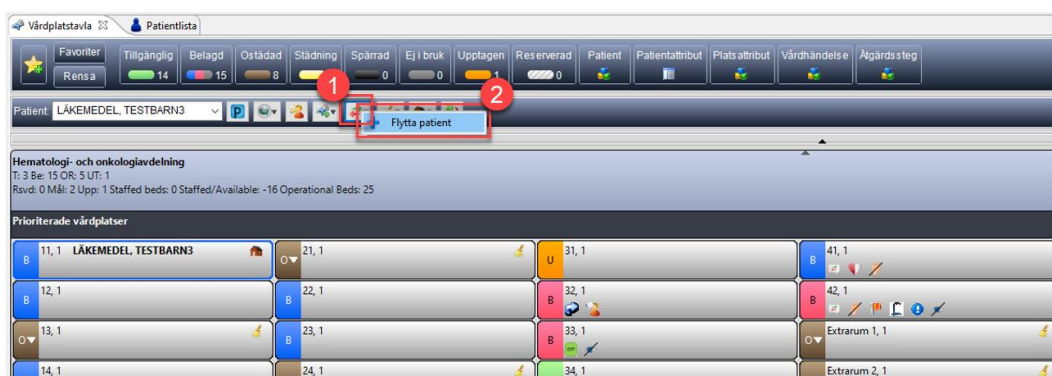 Vårdplatstavla Patientlista
Favoriter Tillgänglig Belagd Ostädad Städning Spärrad Ej i bruk Upptagen Reserverad Patient Patientattribut Platsattribut Vårdhändelse Åtgärdssteg
Rensa 14 15 8 0 0 1 0
1 2
Patient: LÄKEMEDEL, TESTBARN3 P
Flytta patient
Hematologi- och onkologiavdelning
T: 3 Be: 15 OR: 5 UT: 1
Rsvd: 0 Mål: 2 Upp: 1 Staffed beds: 0 Staffed/Available: -16 Operational Beds: 25
Prioriterade vårdplatser
B 11, 1 LÄKEMEDEL, TESTBARN3 O 21, 1 U 31, 1 B 41, 1
B 12, 1 B 22, 1 B 32, 1 B 42, 1
O 13, 1 B 23, 1 B 33, 1 O Extrarum 1, 1
14, 1 24, 1 34, 1 Extrarum 2, 1